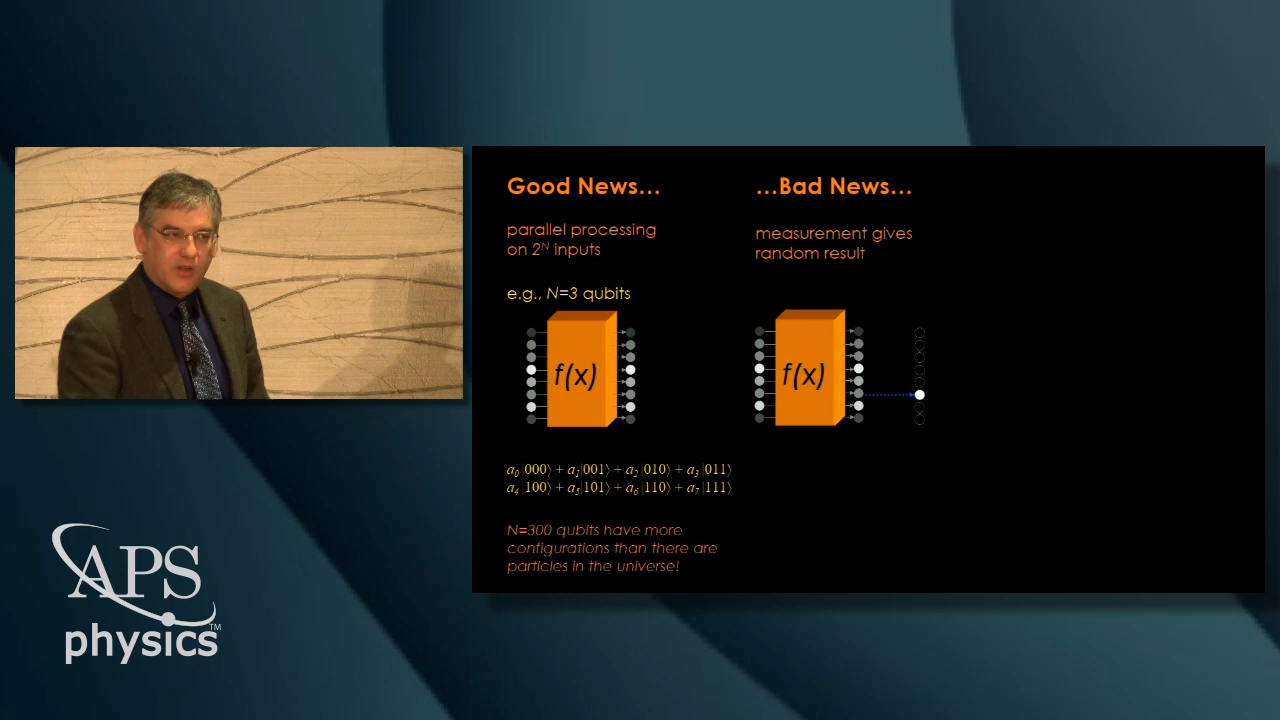 Good News…
parallel processing
on 2ᴺ inputs
e.g., N=3 qubits
f(x)
a₀|000⟩ + a₁|001⟩ + a₂|010⟩ + a₃|011⟩
a₄|100⟩ + a₅|101⟩ + a₆|110⟩ + a₇|111⟩
N=300 qubits have more
configurations than there are
particles in the universe!
…Bad News…
measurement gives
random result
f(x)
APS
physics™